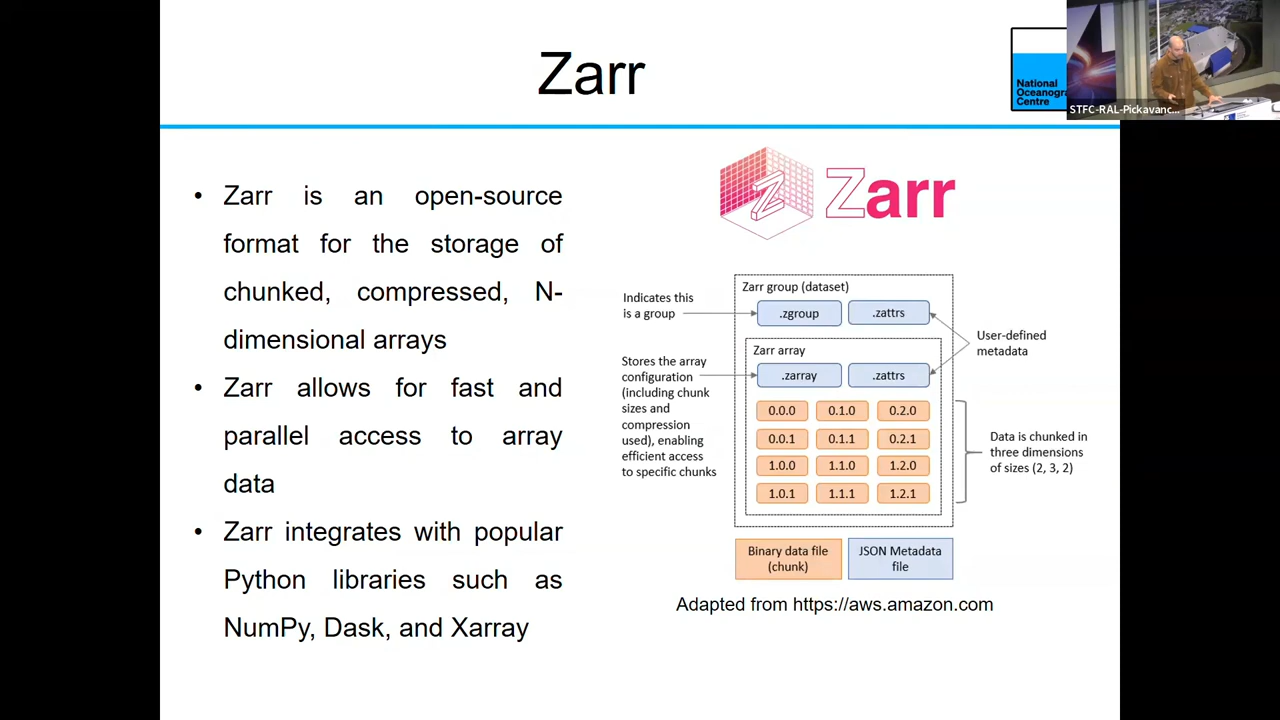 Zarr
National
Oceanogra
Centre
STFC-RAL-Pickavanc...
• Zarr is an open-source
format for the storage of
chunked, compressed, N-
dimensional arrays
• Zarr allows for fast and
parallel access to array
data
• Zarr integrates with popular
Python libraries such as
NumPy, Dask, and Xarray
Zarr
Zarr group (dataset)
Indicates this
is a group
.zgroup
.zattrs
User-defined
metadata
Zarr array
Stores the array
configuration
(including chunk
sizes and
compression
used), enabling
efficient access
to specific chunks
.zarray
.zattrs
0.0.0 0.1.0 0.2.0
0.0.1 0.1.1 0.2.1
1.0.0 1.1.0 1.2.0
1.0.1 1.1.1 1.2.1
Data is chunked in
three dimensions
of sizes (2, 3, 2)
Binary data file
(chunk)
JSON Metadata
file
Adapted from https://aws.amazon.com